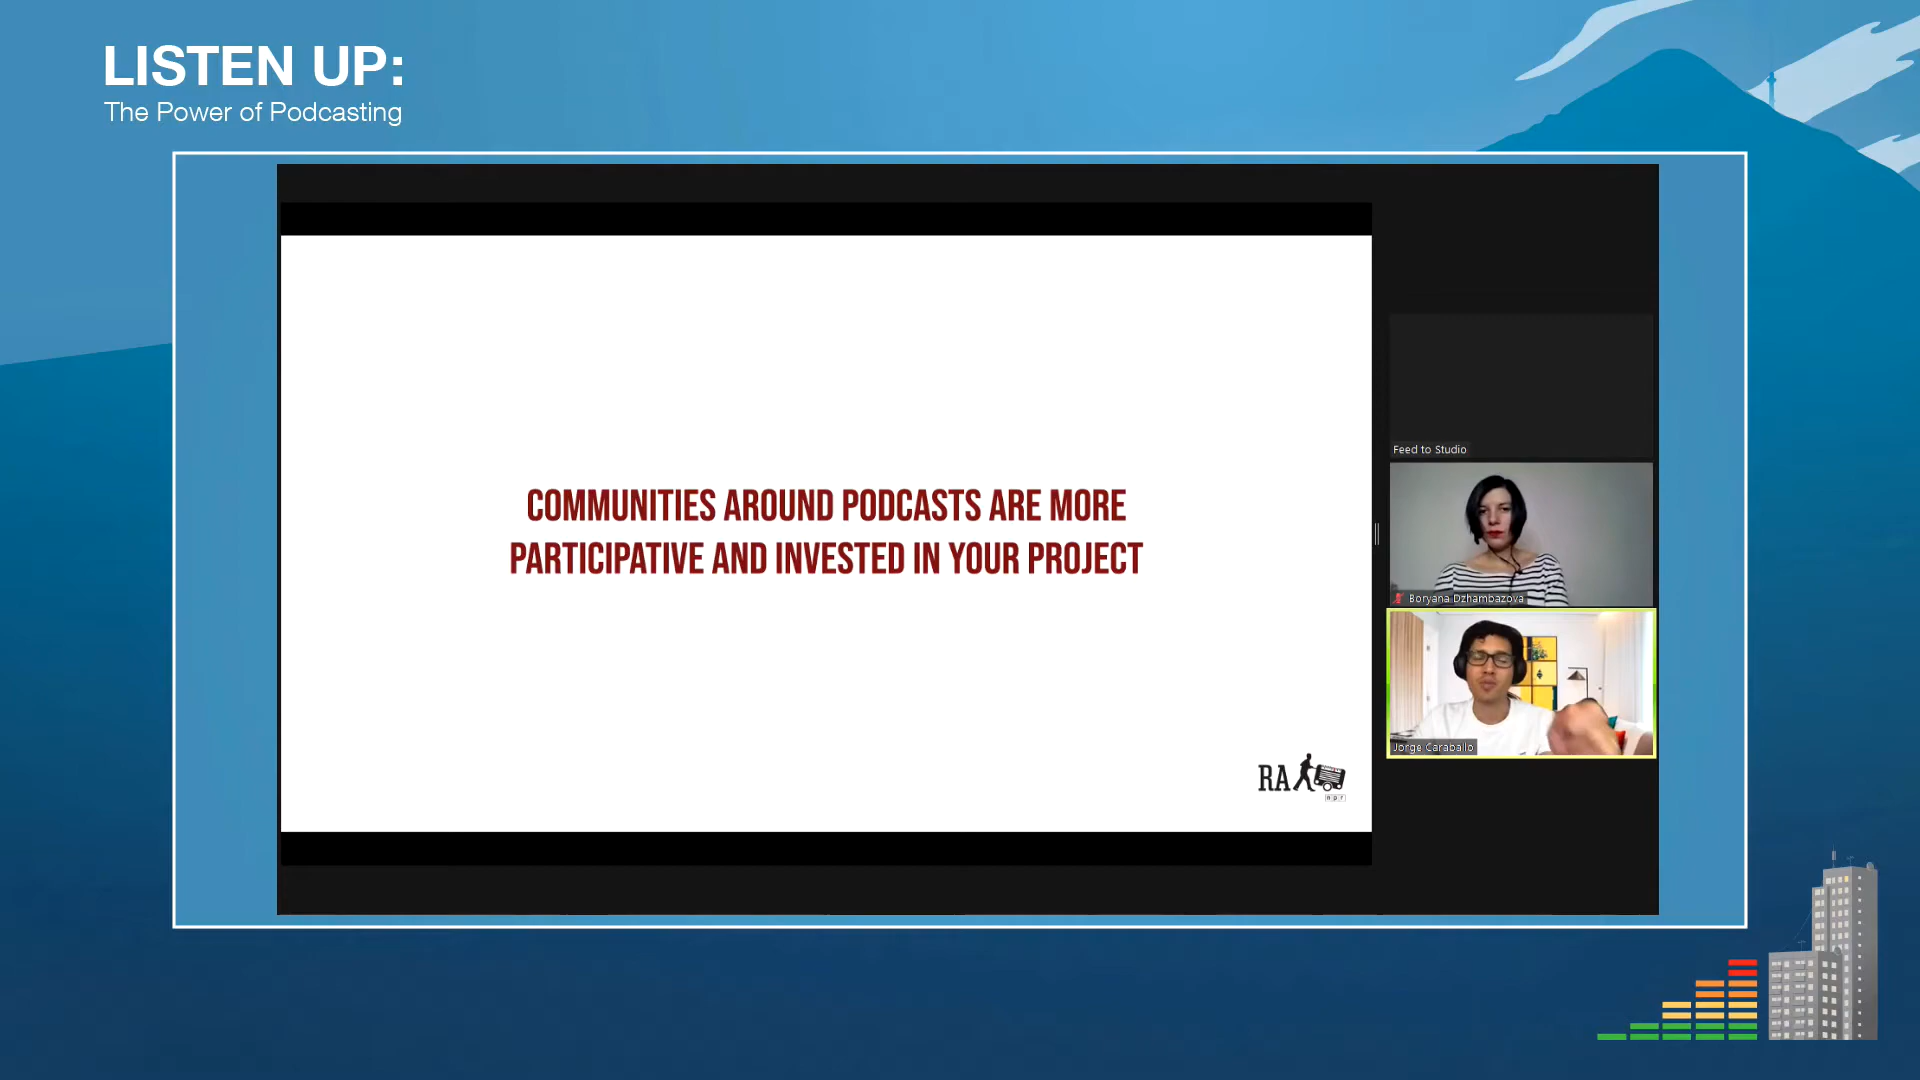 LISTEN UP:
The Power of Podcasting
COMMUNITIES AROUND PODCASTS ARE MORE
PARTICIPATIVE AND INVESTED IN YOUR PROJECT
RA
npr
Feed to Studio
Boryana Dzhambazova
Jorge Caraballo